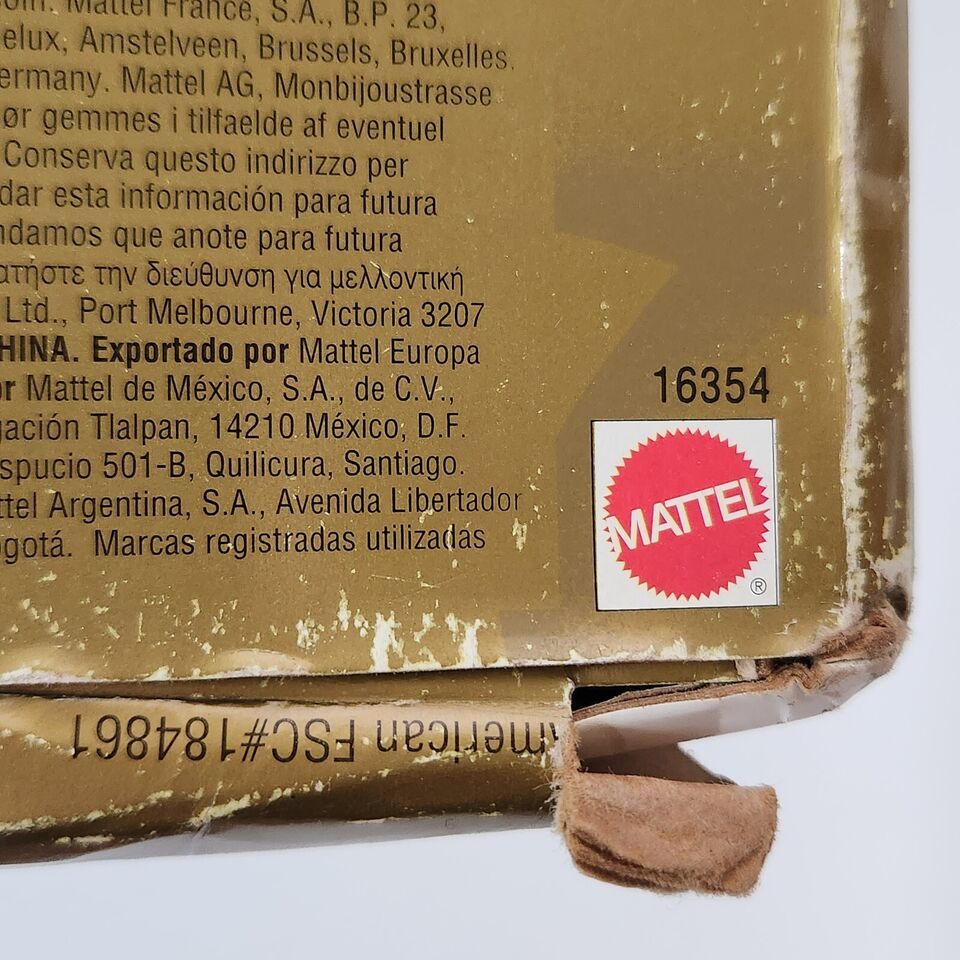 Mattel France, S.A., B.P. 23,
elux, Amstelveen, Brussels, Bruxelles.
ermany. Mattel AG, Monbijoustrasse
ør gemmes i tilfaelde af eventuel
Conserva questo indirizzo per
dar esta información para futura
ndamos que anote para futura
ατήστε την διεύθυνση για μελλοντική
Ltd., Port Melbourne, Victoria 3207
HINA. Exportado por Mattel Europa
or Mattel de México, S.A., de C.V.,
gación Tlalpan, 14210 México, D.F.
spucio 501-B, Quilicura, Santiago.
ttel Argentina, S.A., Avenida Libertador
ogotá. Marcas registradas utilizadas
16354
MATTEL
®
American FSC#184861